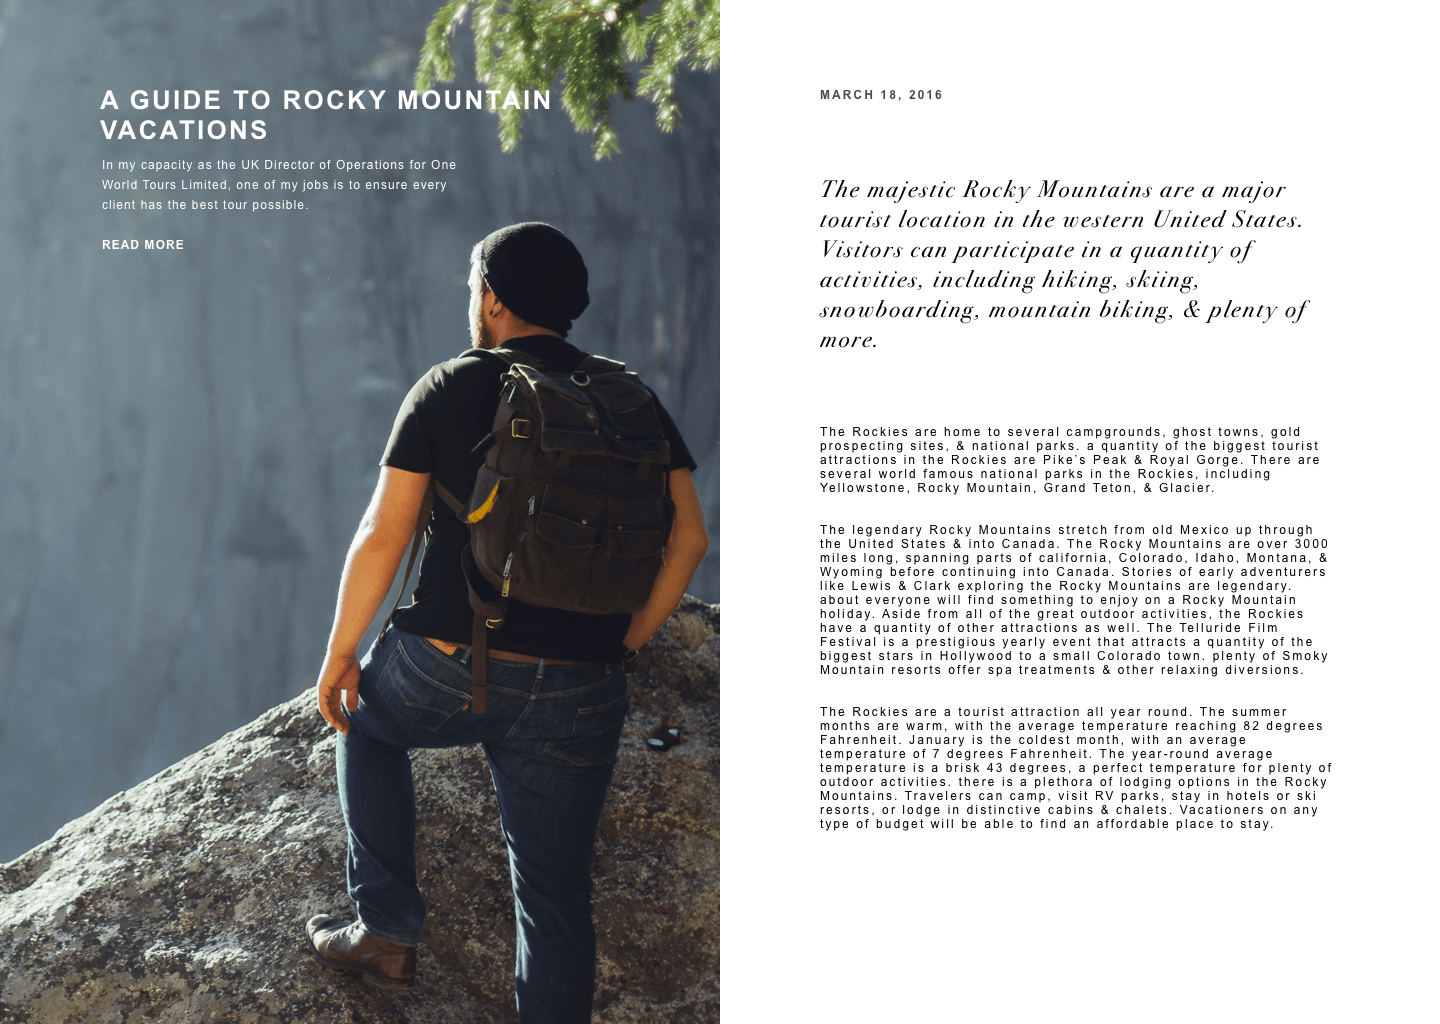 A GUIDE TO ROCKY MOUNTAIN
VACATIONS
In my capacity as the UK Director of Operations for One
World Tours Limited, one of my jobs is to ensure every
client has the best tour possible.
READ MORE
MARCH 18, 2016
The majestic Rocky Mountains are a major
tourist location in the western United States.
Visitors can participate in a quantity of
activities, including hiking, skiing,
snowboarding, mountain biking, & plenty of
more.
The Rockies are home to several campgrounds, ghost towns, gold
prospecting sites, & national parks. a quantity of the biggest tourist
attractions in the Rockies are Pike's Peak & Royal Gorge. There are
several world famous national parks in the Rockies, including
Yellowstone, Rocky Mountain, Grand Teton, & Glacier.
The legendary Rocky Mountains stretch from old Mexico up through
the United States & into Canada. The Rocky Mountains are over 3000
miles long, spanning parts of california, Colorado, Idaho, Montana, &
Wyoming before continuing into Canada. Stories of early adventurers
like Lewis & Clark exploring the Rocky Mountains are legendary.
about everyone will find something to enjoy on a Rocky Mountain
holiday. Aside from all of the great outdoor activities, the Rockies
have a quantity of other attractions as well. The Telluride Film
Festival is a prestigious yearly event that attracts a quantity of the
biggest stars in Hollywood to a small Colorado town. plenty of Smoky
Mountain resorts offer spa treatments & other relaxing diversions.
The Rockies are a tourist attraction all year round. The summer
months are warm, with the average temperature reaching 82 degrees
Fahrenheit. January is the coldest month, with an average
temperature of 7 degrees Fahrenheit. The year-round average
temperature is a brisk 43 degrees, a perfect temperature for plenty of
outdoor activities. there is a plethora of lodging options in the Rocky
Mountains. Travelers can camp, visit RV parks, stay in hotels or ski
resorts, or lodge in distinctive cabins & chalets. Vacationers on any
type of budget will be able to find an affordable place to stay.